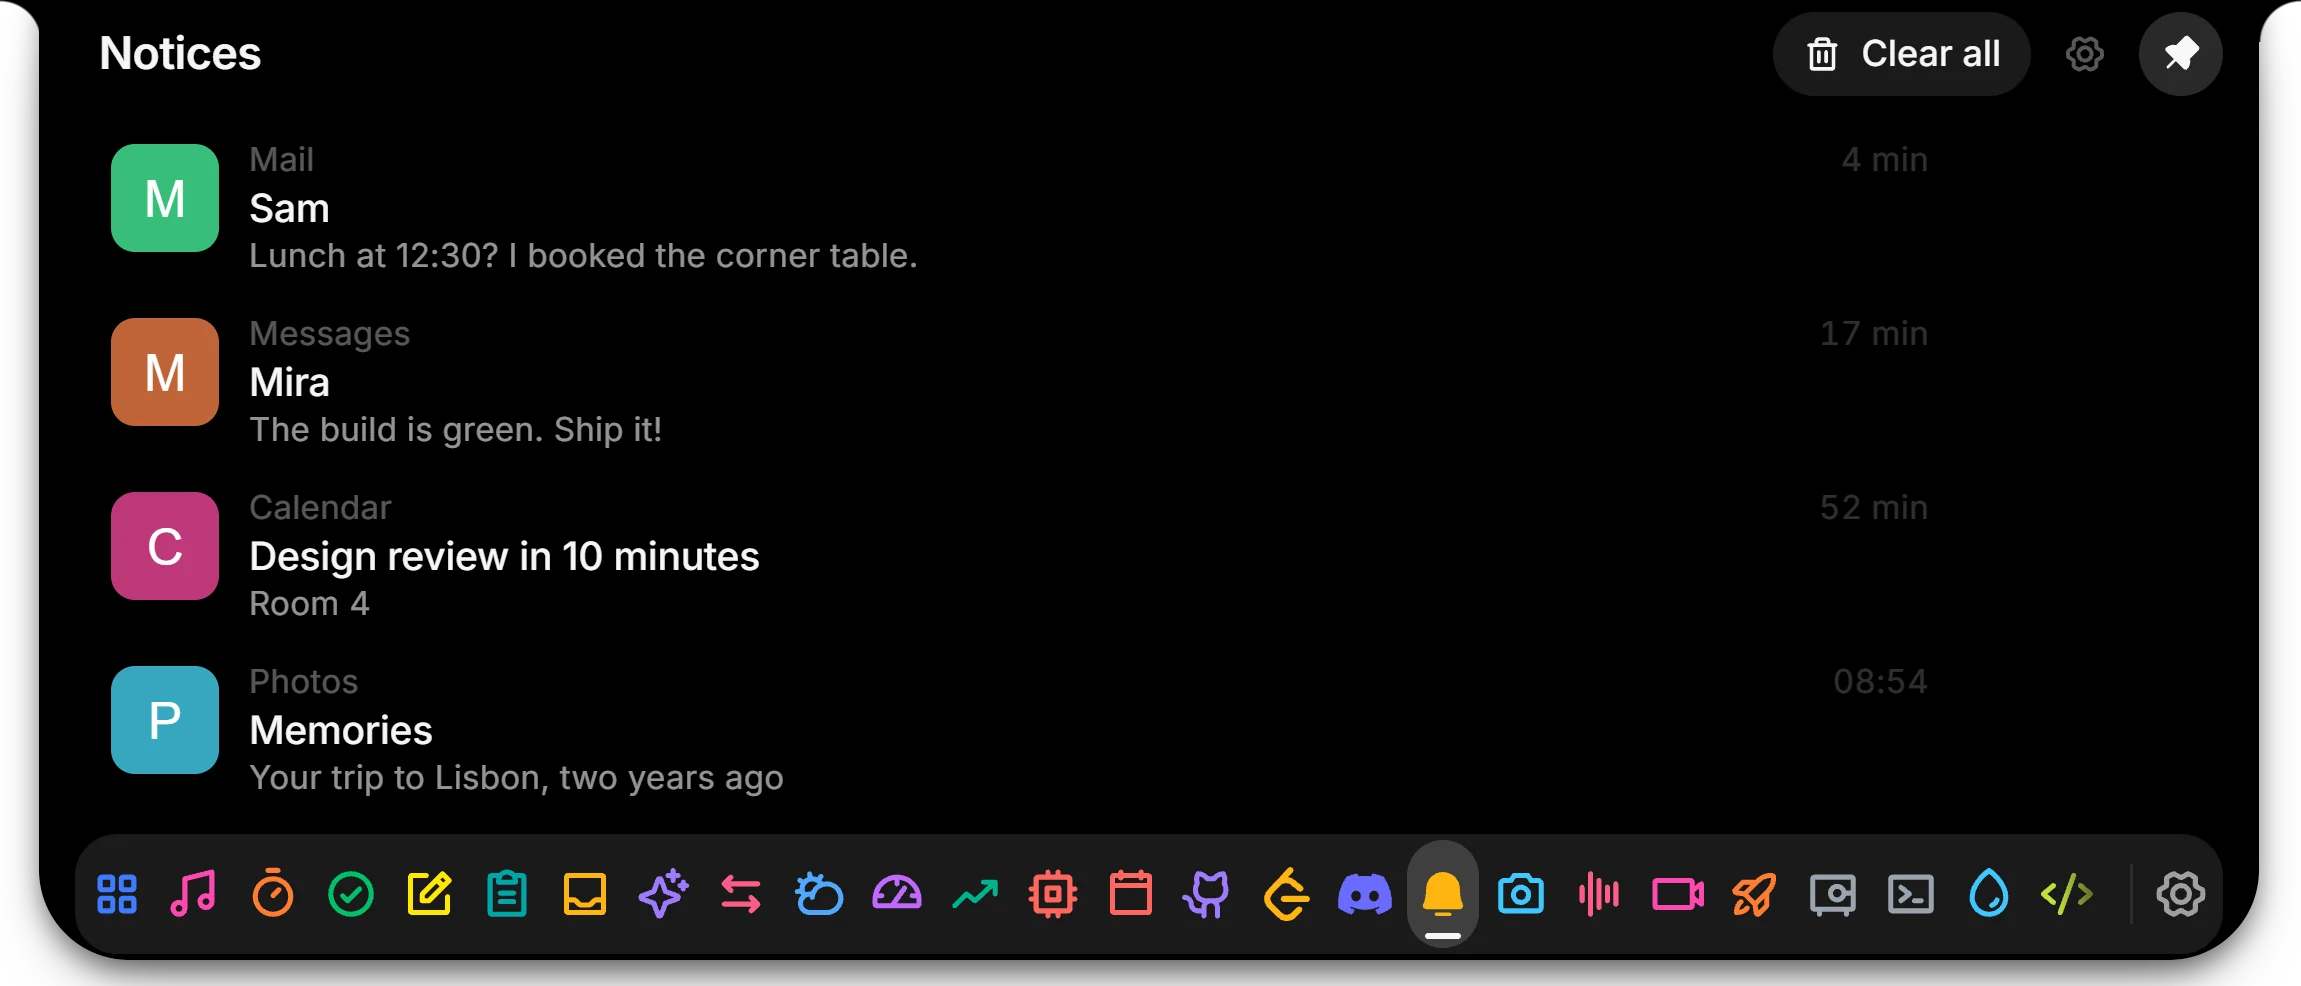 Notices
Clear all
M
Mail
4 min
Sam
Lunch at 12:30? I booked the corner table.
M
Messages
17 min
Mira
The build is green. Ship it!
C
Calendar
52 min
Design review in 10 minutes
Room 4
P
Photos
08:54
Memories
Your trip to Lisbon, two years ago